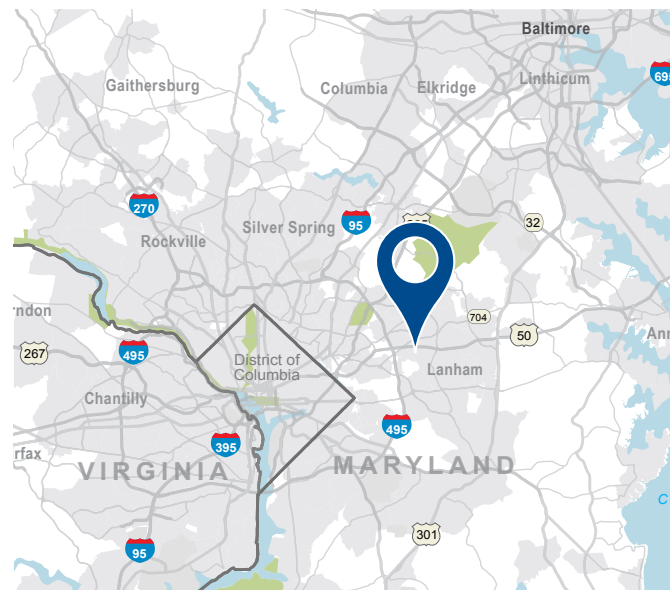 Baltimore
Linthicum
695
Gaithersburg
Columbia
Elkridge
270
Silver Spring
95
32
Rockville
rndon
704
50
Ann
267
495
District of
Columbia
Lanham
Chantilly
395
495
rfax
VIRGINIA
MARYLAND
C
301
95